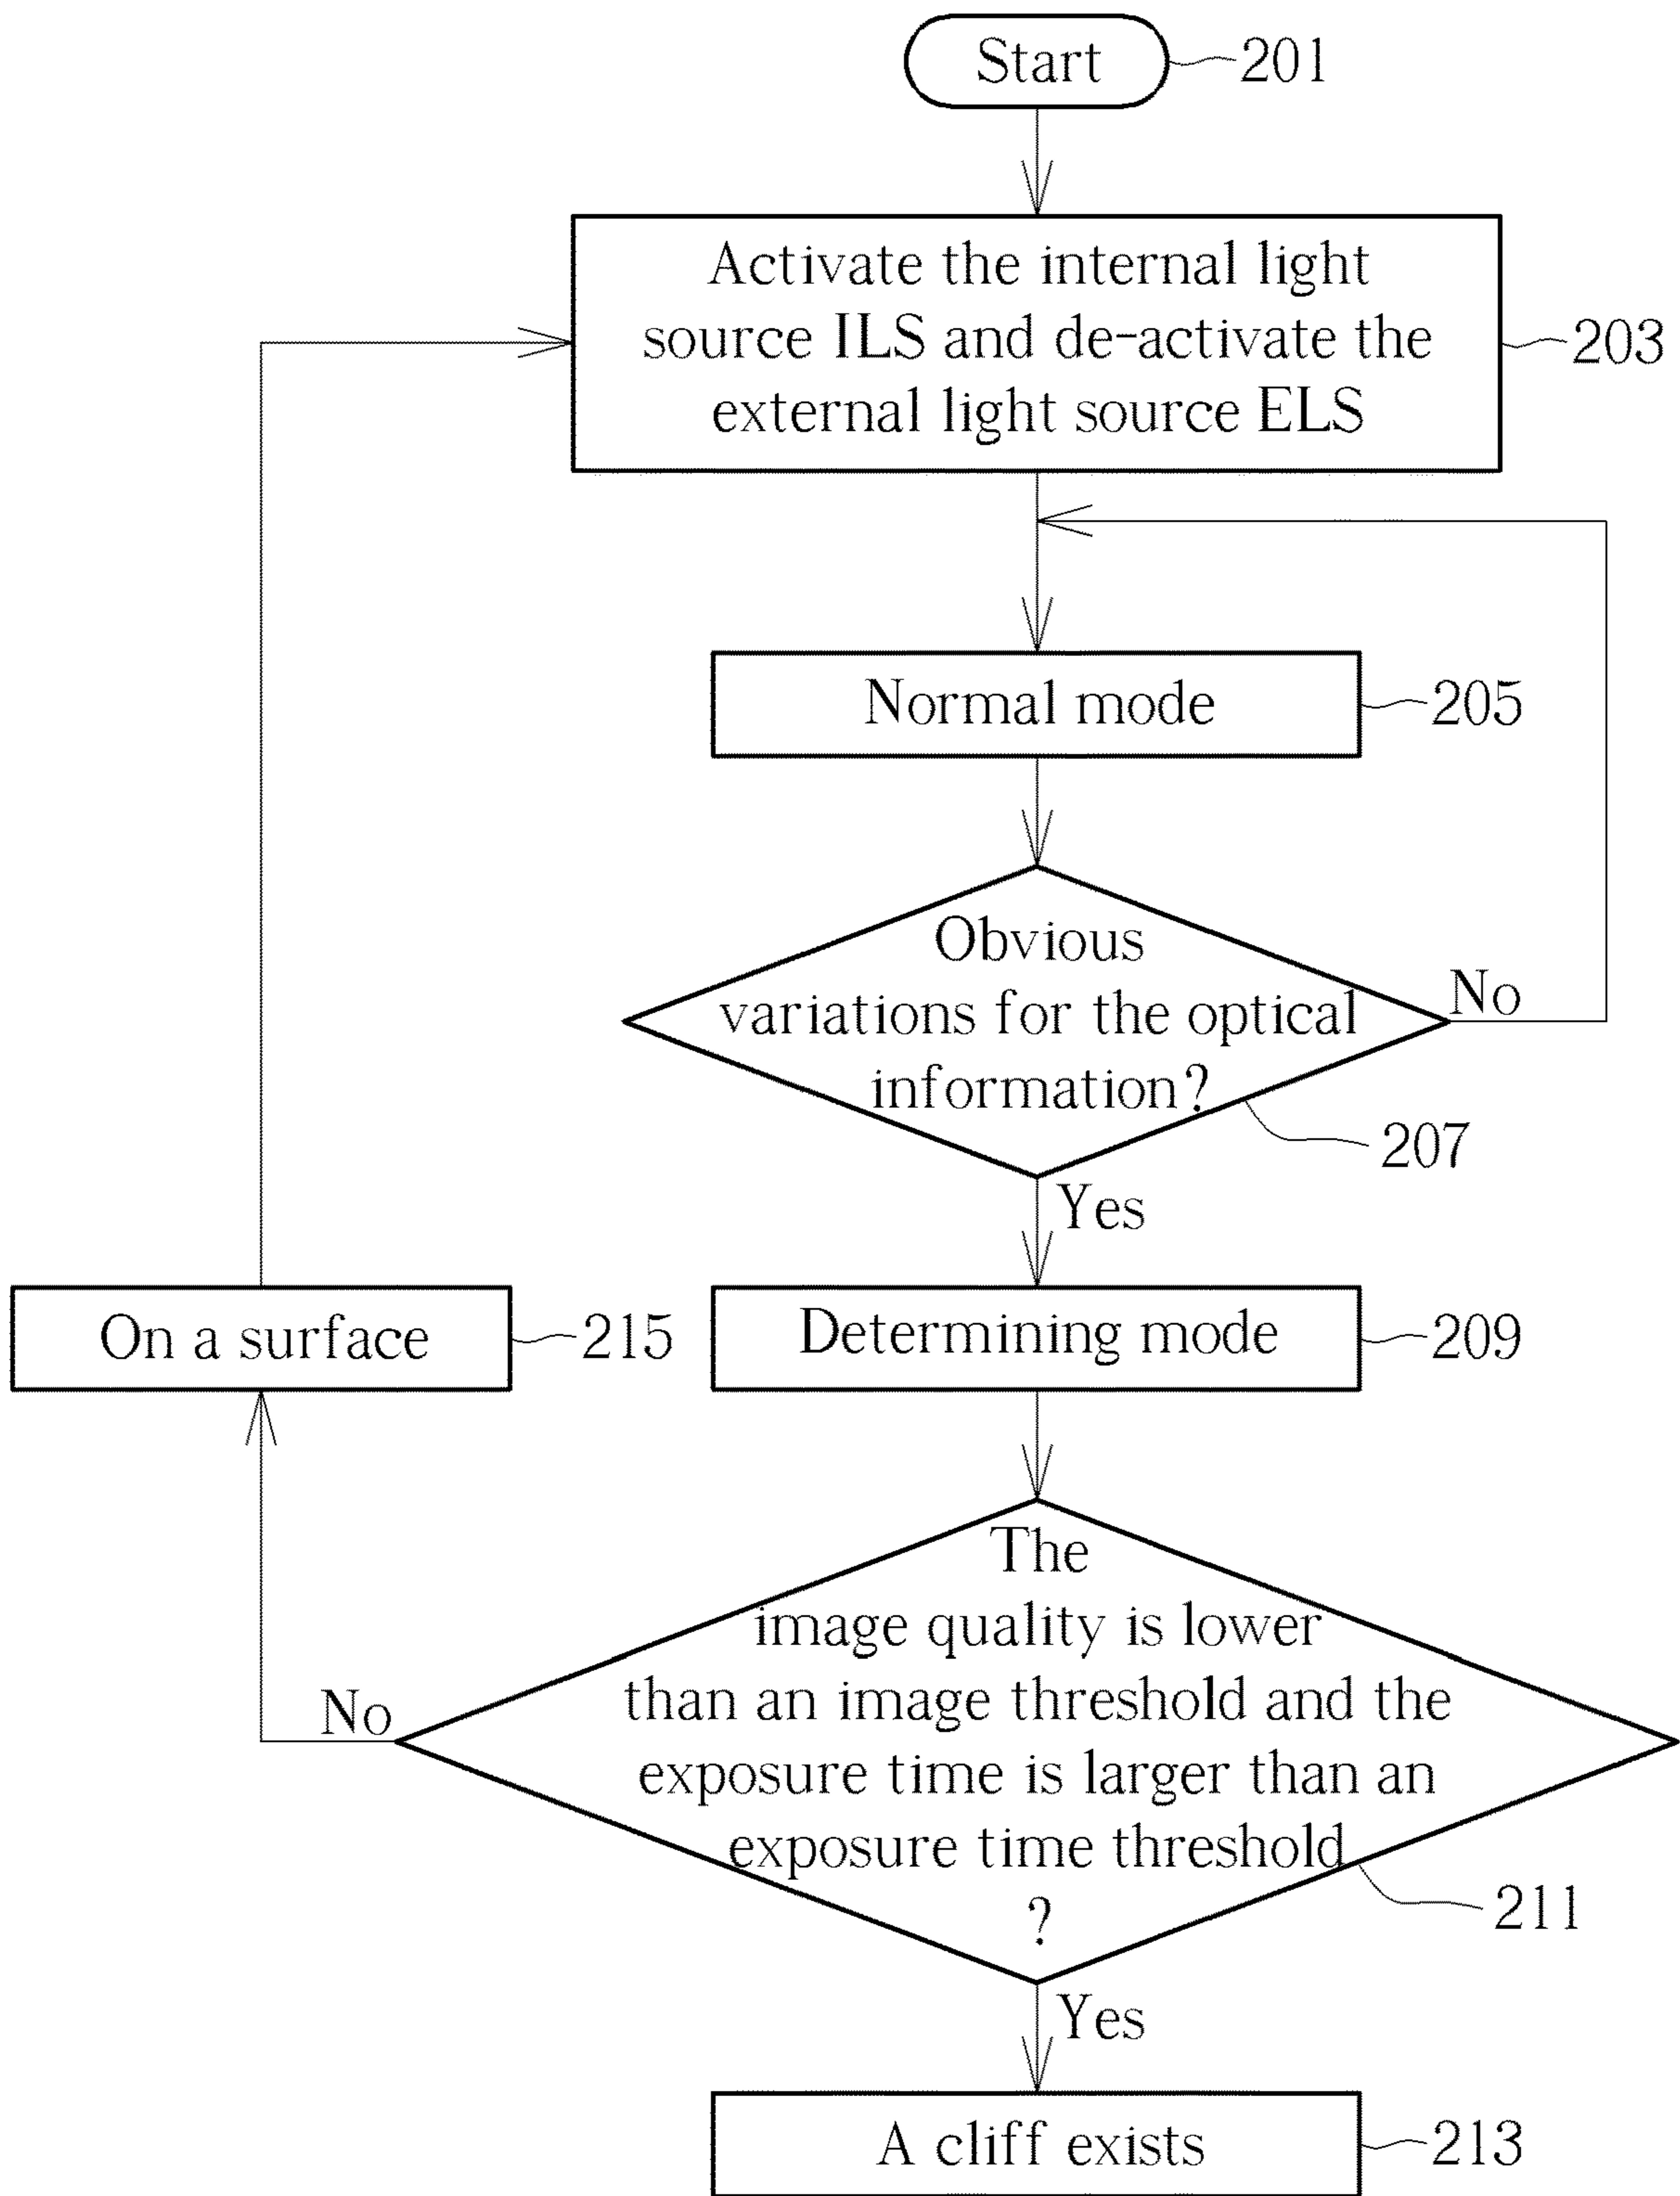 Start
201
Activate the internal light
source ILS and de-activate the
external light source ELS
203
Normal mode
205
Obvious
variations for the optical
information?
No
207
Yes
On a surface
215
Determining mode
209
The
image quality is lower
than an image threshold and the
exposure time is larger than an
exposure time threshold
?
No
211
Yes
A cliff exists
213